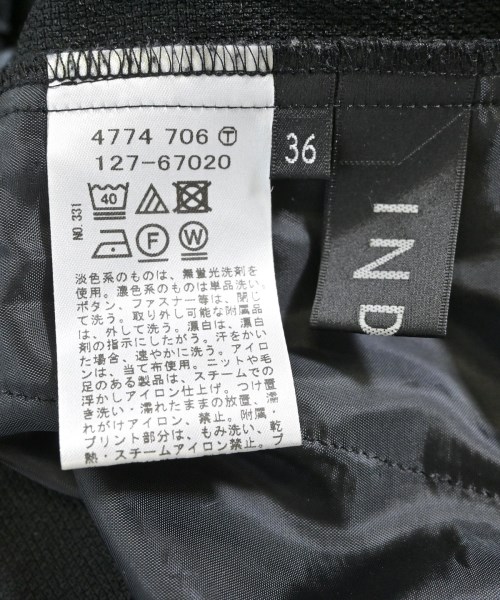 4774 706 Ⓣ
127-67020
36
IND
NO.331
40
F
W
淡色系のものは、無蛍光洗剤を
使用。濃色系のものは単品洗い。
ボタン、ファスナー等は、閉じ
て洗う。取り外し可能な附属品
は、外して洗う。漂白は、漂白
剤の指示にしたがう。汗をかい
た場合、速やかに洗う。アイロ
ンは、当て布使用。ニットや毛
足のある製品は、スチームでの
浮かしアイロン仕上げ。つけ置
き洗い・濡れたままの放置、濡
れがけアイロン、禁止。附属・
プリント部分は、もみ洗い、乾
熱・スチームアイロン禁止。